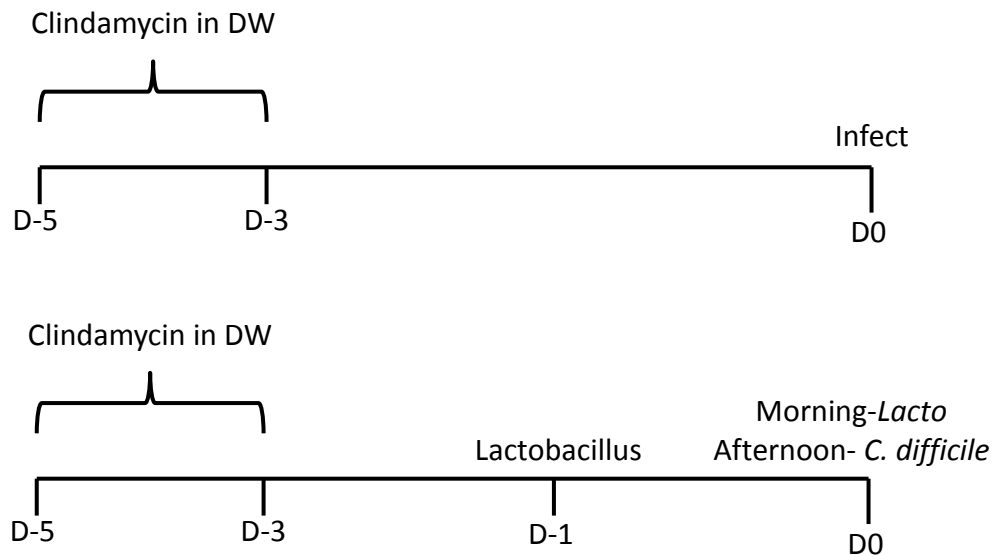 Clindamycin in DW
Infect
D-5
D-3
D0
Clindamycin in DW
Morning-Lacto
Lactobacillus
Afternoon- C. difficile
D-5
D-3
D-1
D0